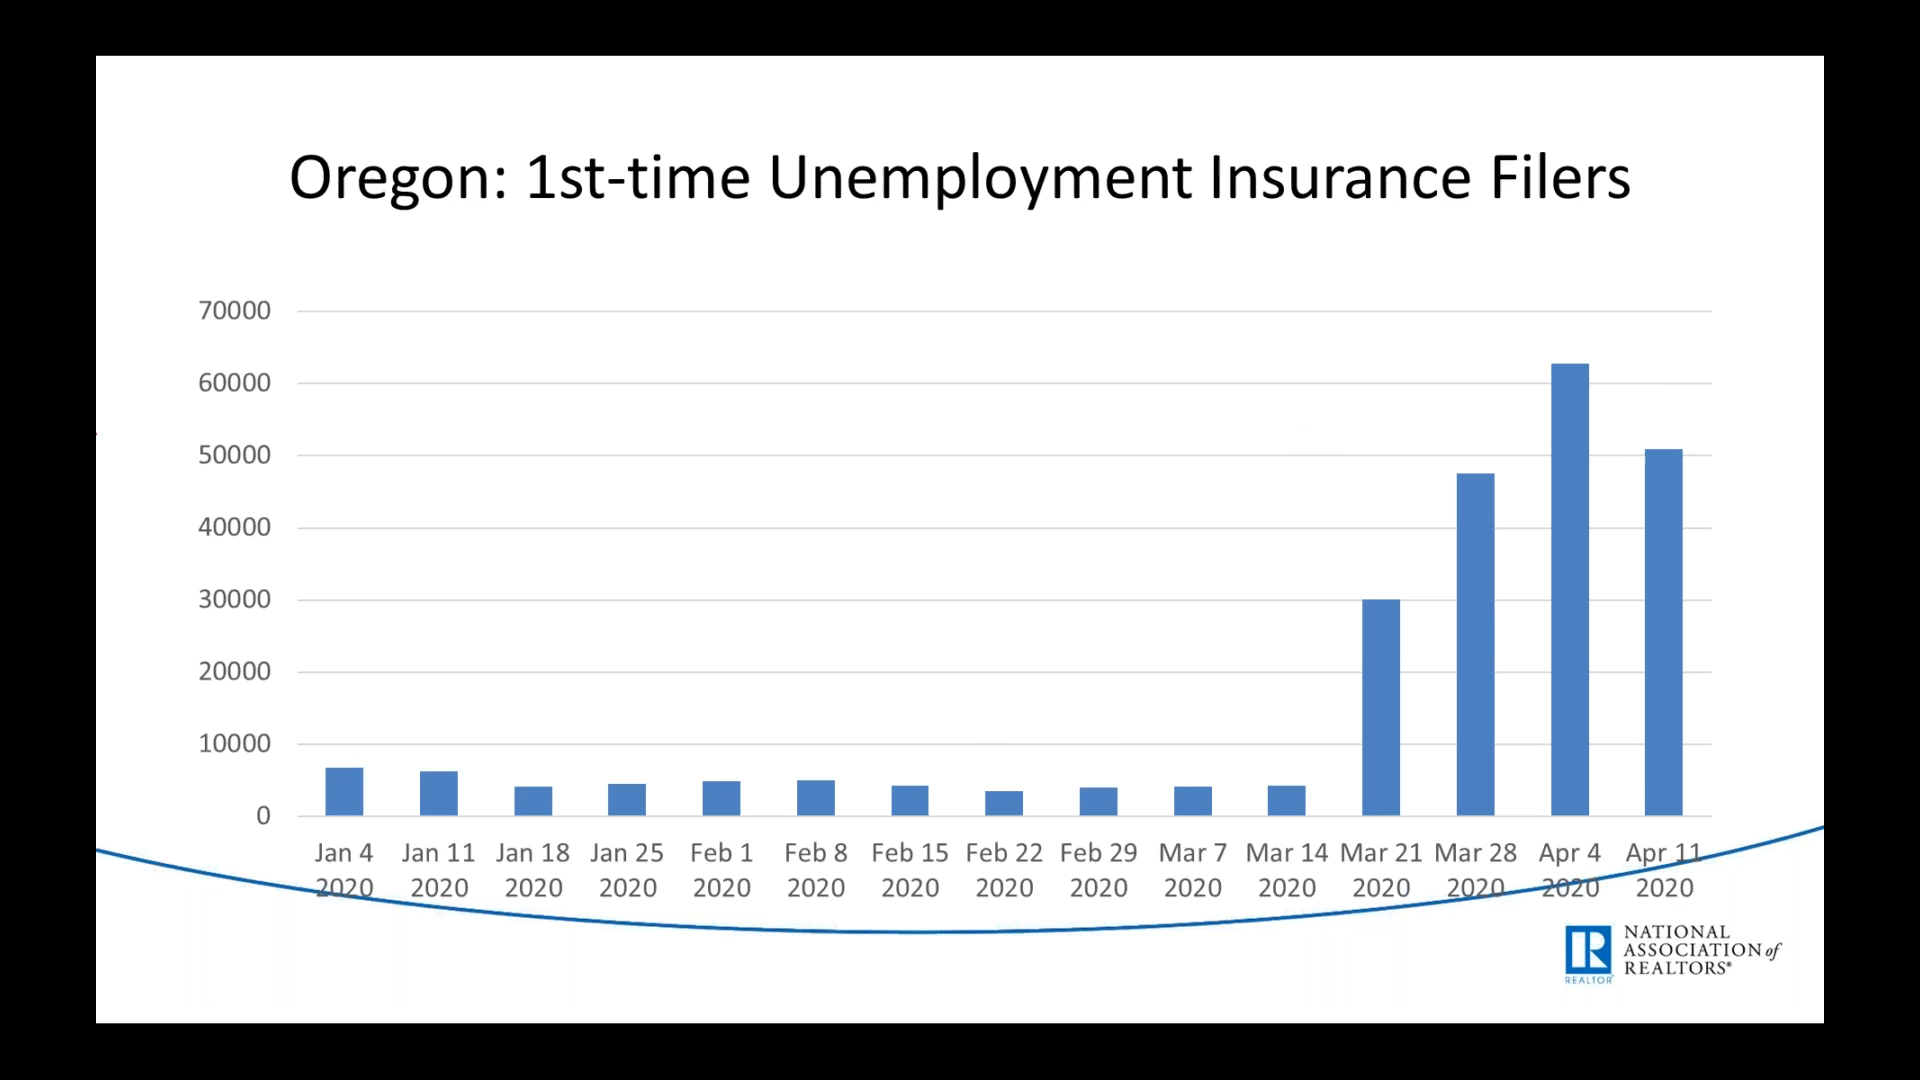 Oregon: 1st-time Unemployment Insurance Filers
70000
60000
50000
40000
30000
20000
10000
0
Jan 4 Jan 11 Jan 18 Jan 25 Feb 1 Feb 8 Feb 15 Feb 22 Feb 29 Mar 7 Mar 14 Mar 21 Mar 28 Apr 4 Apr 11
2020 2020 2020 2020 2020 2020 2020 2020 2020 2020 2020 2020 2020 2020 2020
NATIONAL
ASSOCIATION of
REALTORS®
REALTOR®